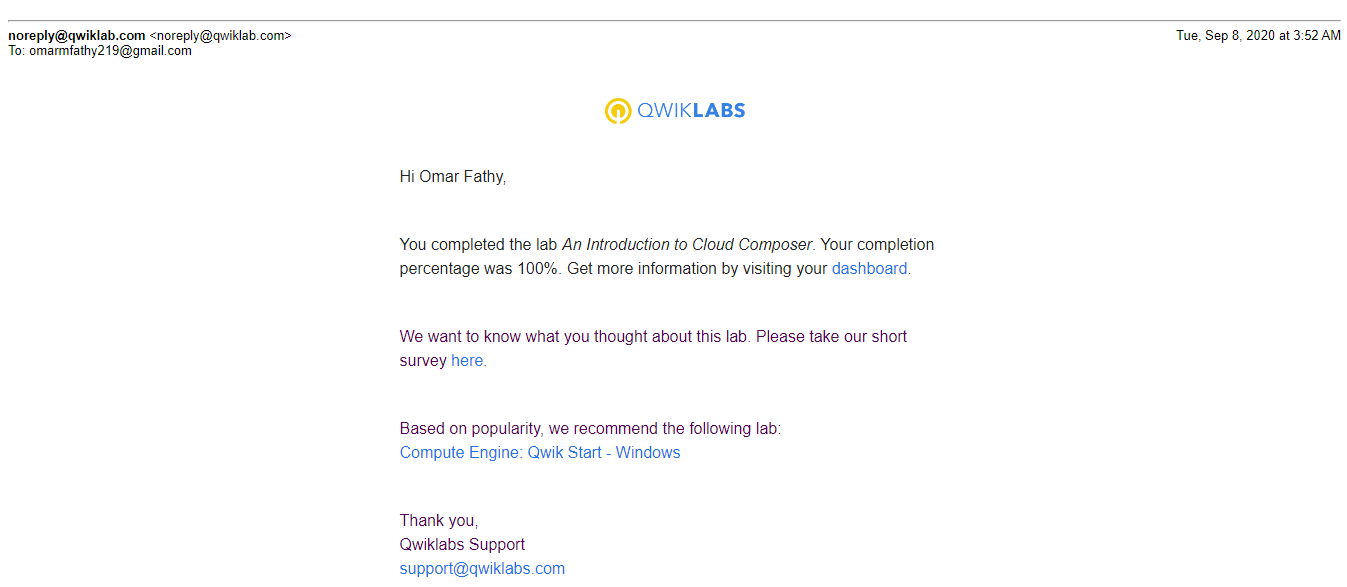 noreply@qwiklab.com <noreply@qwiklab.com> Tue, Sep 8, 2020 at 3:52 AM
To: omarmfathy219@gmail.com
QWIKLABS
Hi Omar Fathy,
You completed the lab An Introduction to Cloud Composer. Your completion
percentage was 100%. Get more information by visiting your dashboard.
We want to know what you thought about this lab. Please take our short
survey here.
Based on popularity, we recommend the following lab:
Compute Engine: Qwik Start - Windows
Thank you,
Qwiklabs Support
support@qwiklabs.com